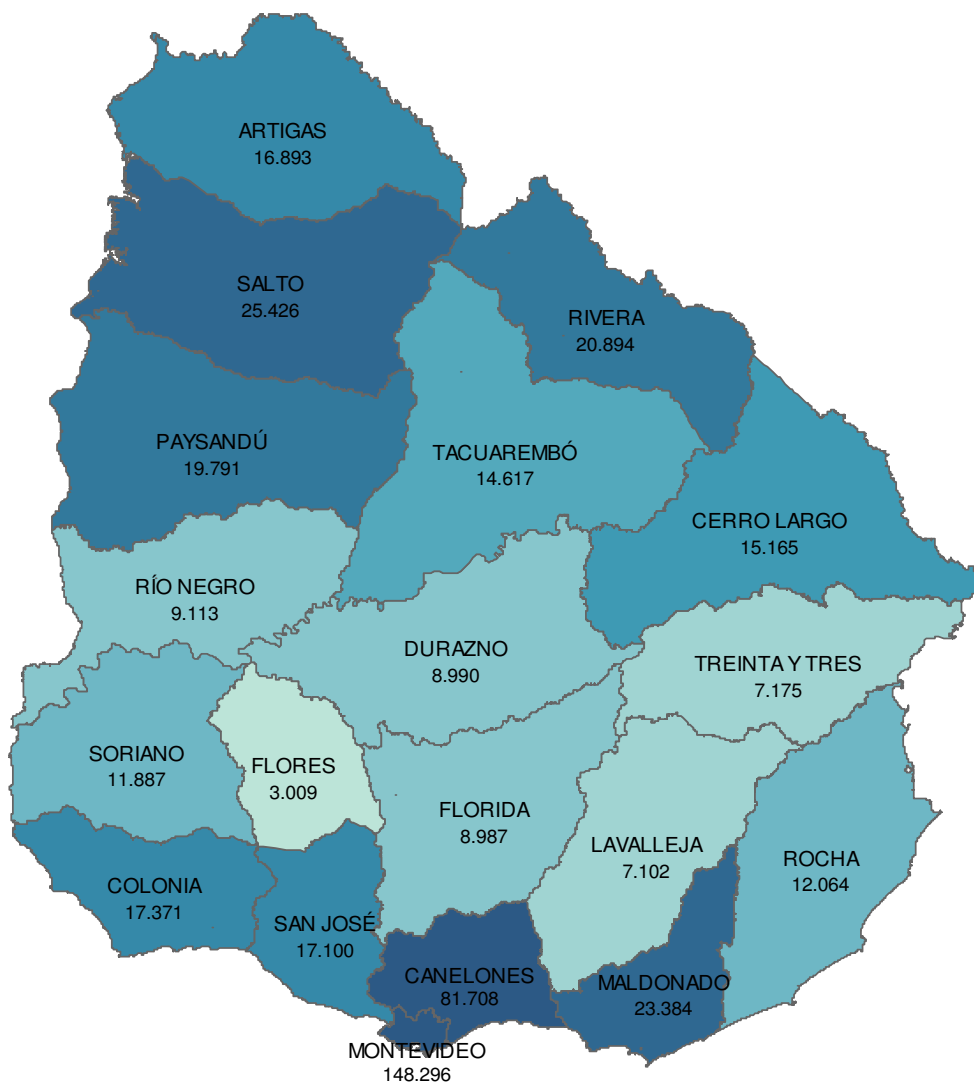 ARTIGAS
16.893
SALTO
25.426
RIVERA
20.894
PAYSANDÚ
19.791
TACUAREMBÓ
14.617
CERRO LARGO
15.165
RÍO NEGRO
9.113
DURAZNO
8.990
TREINTA Y TRES
7.175
SORIANO
11.887
FLORES
3.009
FLORIDA
8.987
LAVALLEJA
7.102
ROCHA
12.064
COLONIA
17.371
SAN JOSÉ
17.100
CANELONES
81.708
MALDONADO
23.384
MONTEVIDEO
148.296